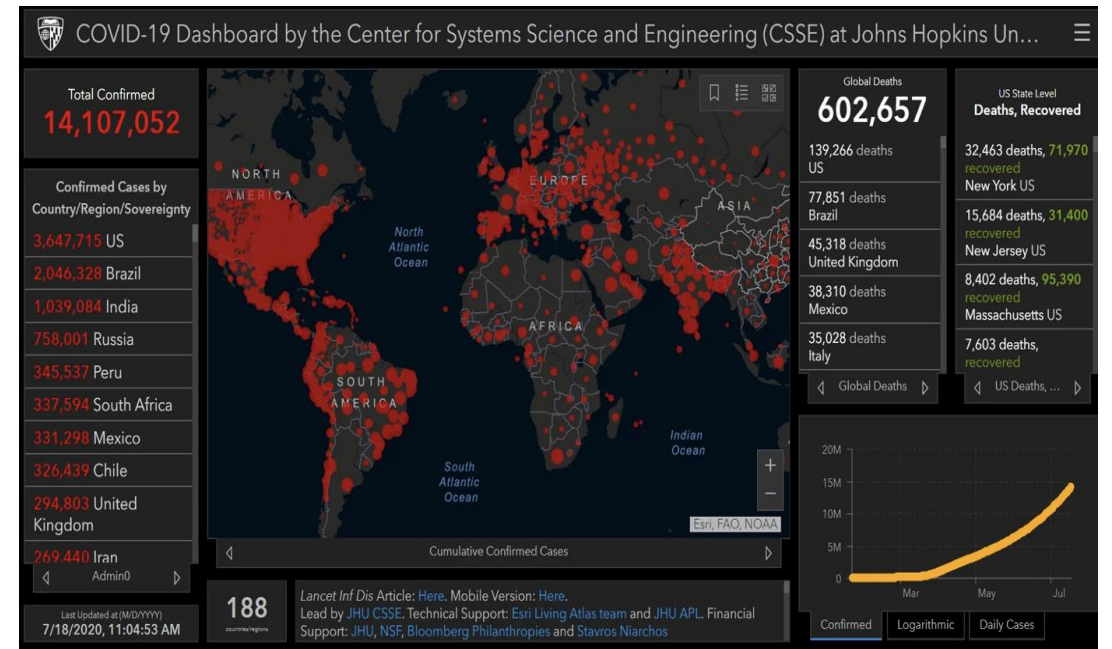 COVID-19 Dashboard by the Center for Systems Science and Engineering (CSSE) at Johns Hopkins Un...
Total Confirmed
14,107,052
Confirmed Cases by
Country/Region/Sovereignty
3,647,715 US
2,046,328 Brazil
1,039,084 India
758,001 Russia
345,537 Peru
337,594 South Africa
331,298 Mexico
326,439 Chile
294,803 United
Kingdom
269,440 Iran
Admin0
Last Updated at (M/D/YYYY)
7/18/2020, 11:04:53 AM
NORTH
AMERICA
EUROPE
ASIA
North
Atlantic
Ocean
AFRICA
SOUTH
AMERICA
Indian
Ocean
South
Atlantic
Ocean
+
−
Esri, FAO, NOAA
Cumulative Confirmed Cases
188
countries/regions
Lancet Inf Dis Article: Here. Mobile Version: Here.
Lead by JHU CSSE. Technical Support: Esri Living Atlas team and JHU APL. Financial
Support: JHU, NSF, Bloomberg Philanthropies and Stavros Niarchos
Global Deaths
602,657
139,266 deaths
US
77,851 deaths
Brazil
45,318 deaths
United Kingdom
38,310 deaths
Mexico
35,028 deaths
Italy
Global Deaths
US State Level
Deaths, Recovered
32,463 deaths, 71,970
recovered
New York US
15,684 deaths, 31,400
recovered
New Jersey US
8,402 deaths, 95,390
recovered
Massachusetts US
7,603 deaths,
recovered
US Deaths, ...
20M
15M
10M
5M
0
Mar May Jul
Confirmed Logarithmic Daily Cases